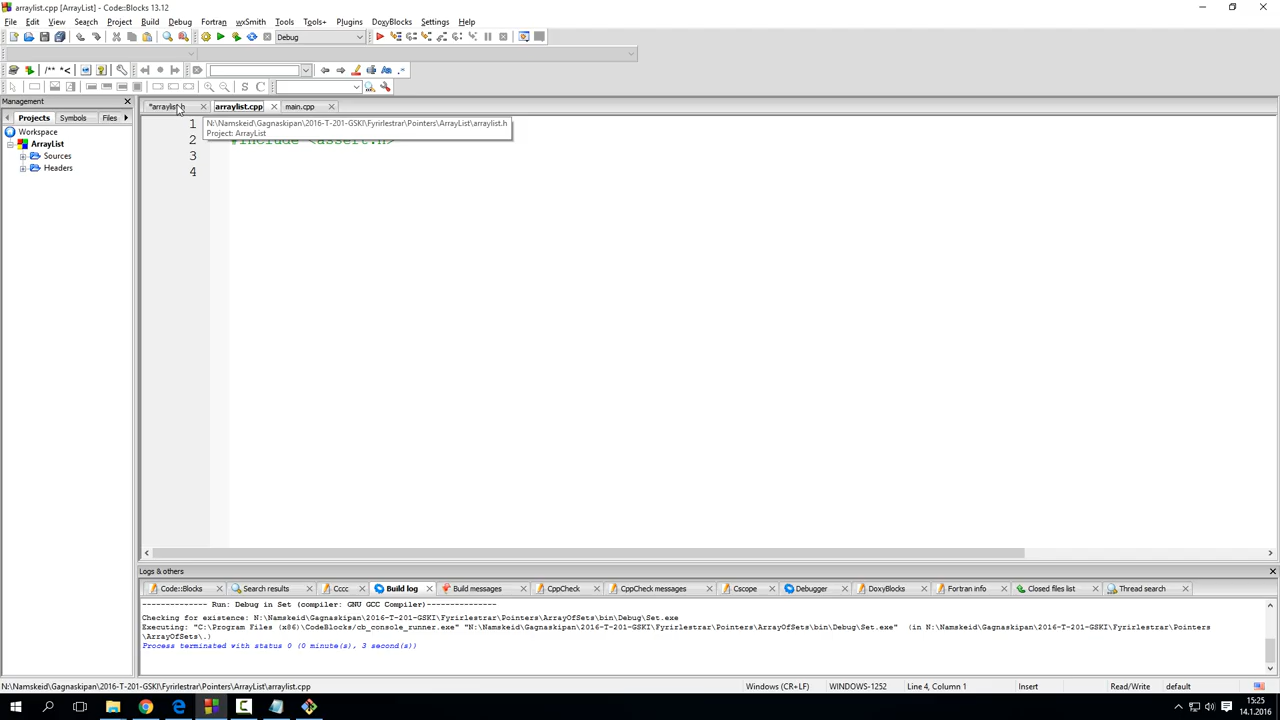 arraylist.cpp [ArrayList] - Code::Blocks 13.12
File Edit View Search Project Build Debug Fortran wxSmith Tools Tools+ Plugins DoxyBlocks Settings Help
Debug
/** *<
S C
Management
*arraylist.h arraylist.cpp main.cpp
Projects Symbols Files
Workspace
ArrayList
Sources
Headers
N:\Namskeid\Gagnaskipan\2016-T-201-GSKI\Fyrirlestrar\Pointers\ArrayList\arraylist.h
Project: ArrayList
1
2 #include <assert.h>
3
4
Logs & others
Code::Blocks Search results Cccc Build log Build messages CppCheck CppCheck messages Cscope Debugger DoxyBlocks Fortran info Closed files list Thread search
-------------- Run: Debug in Set (compiler: GNU GCC Compiler)---------------
Checking for existence: N:\Namskeid\Gagnaskipan\2016-T-201-GSKI\Fyrirlestrar\Pointers\ArrayOfSets\bin\Debug\Set.exe
Executing: "C:\Program Files (x86)\CodeBlocks/cb_console_runner.exe" "N:\Namskeid\Gagnaskipan\2016-T-201-GSKI\Fyrirlestrar\Pointers\ArrayOfSets\bin\Debug\Set.exe" (in N:\Namskeid\Gagnaskipan\2016-T-201-GSKI\Fyrirlestrar\Pointers
\ArrayOfSets\.)
Process terminated with status 0 (0 minute(s), 3 second(s))
N:\Namskeid\Gagnaskipan\2016-T-201-GSKI\Fyrirlestrar\Pointers\ArrayList\arraylist.cpp Windows (CR+LF) WINDOWS-1252 Line 4, Column 1 Insert Read/Write default
15:25
14.1.2016